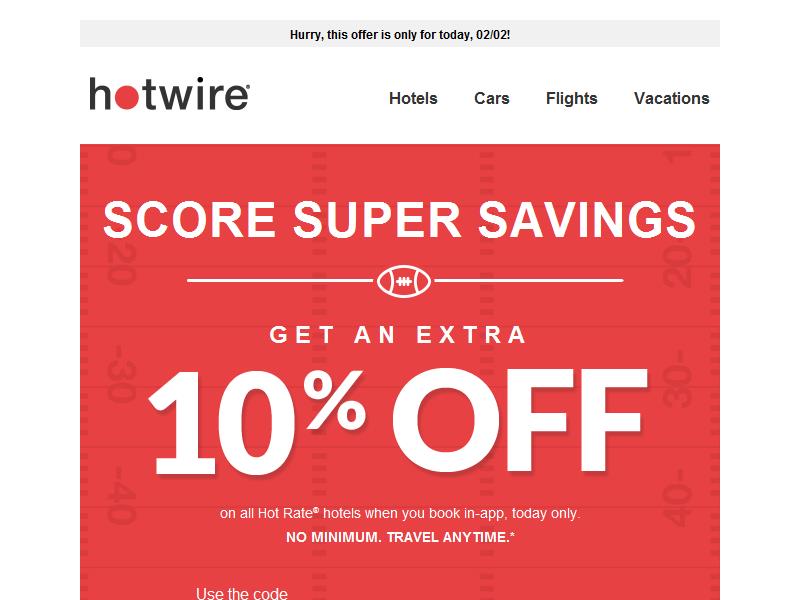 Hurry, this offer is only for today, 02/02!
hotwire®
Hotels Cars Flights Vacations
SCORE SUPER SAVINGS
GET AN EXTRA
10% OFF
on all Hot Rate® hotels when you book in-app, today only.
NO MINIMUM. TRAVEL ANYTIME.*
Use the code
0 1
20 20-
-30 30-
-40 40-